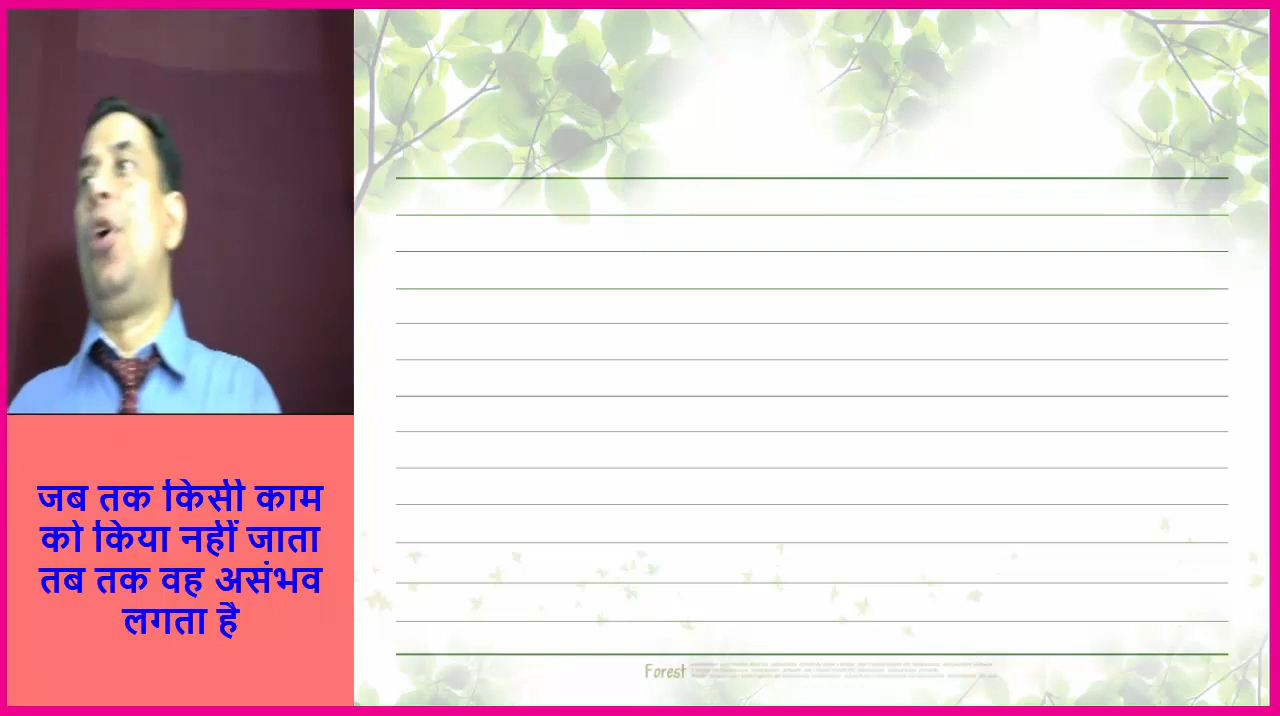 जब तक किसी काम
को किया नहीं जाता
तब तक वह असंभव
लगता है
Forest